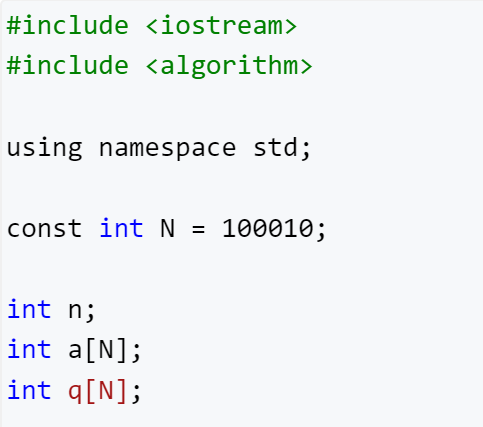 #include <iostream>
#include <algorithm>
using namespace std;
const int N = 100010;
int n;
int a[N];
int q[N];